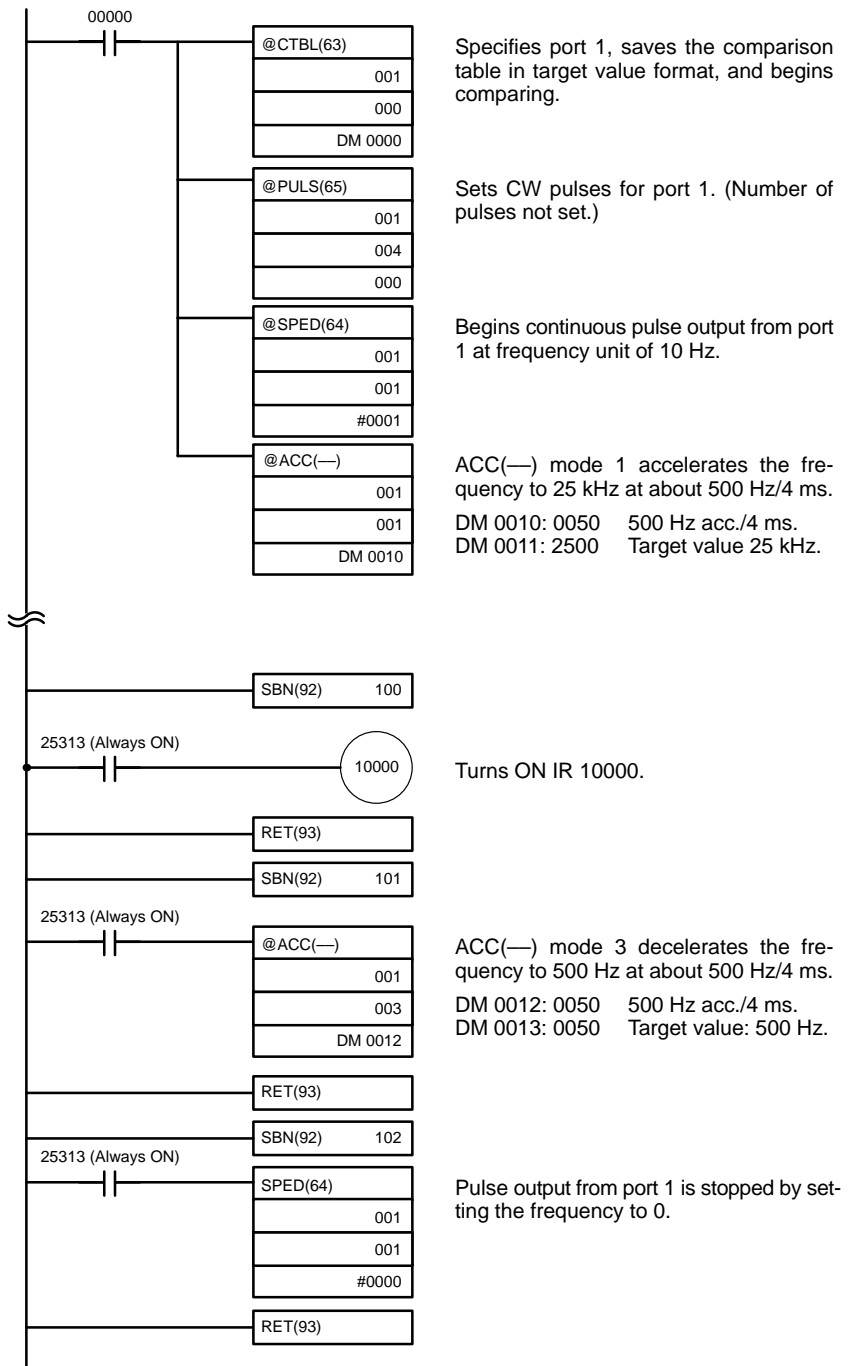 00000
@CTBL(63)
001
000
DM 0000
Specifies port 1, saves the comparison
table in target value format, and begins
comparing.
@PULS(65)
001
004
000
Sets CW pulses for port 1. (Number of
pulses not set.)
@SPED(64)
001
001
#0001
Begins continuous pulse output from port
1 at frequency unit of 10 Hz.
@ACC(––)
001
001
DM 0010
ACC(––) mode 1 accelerates the fre-
quency to 25 kHz at about 500 Hz/4 ms.
DM 0010: 0050 500 Hz acc./4 ms.
DM 0011: 2500 Target value 25 kHz.
SBN(92) 100
25313 (Always ON)
10000
Turns ON IR 10000.
RET(93)
SBN(92) 101
25313 (Always ON)
@ACC(––)
001
003
DM 0012
ACC(––) mode 3 decelerates the fre-
quency to 500 Hz at about 500 Hz/4 ms.
DM 0012: 0050 500 Hz acc./4 ms.
DM 0013: 0050 Target value: 500 Hz.
RET(93)
SBN(92) 102
25313 (Always ON)
SPED(64)
001
001
#0000
Pulse output from port 1 is stopped by set-
ting the frequency to 0.
RET(93)